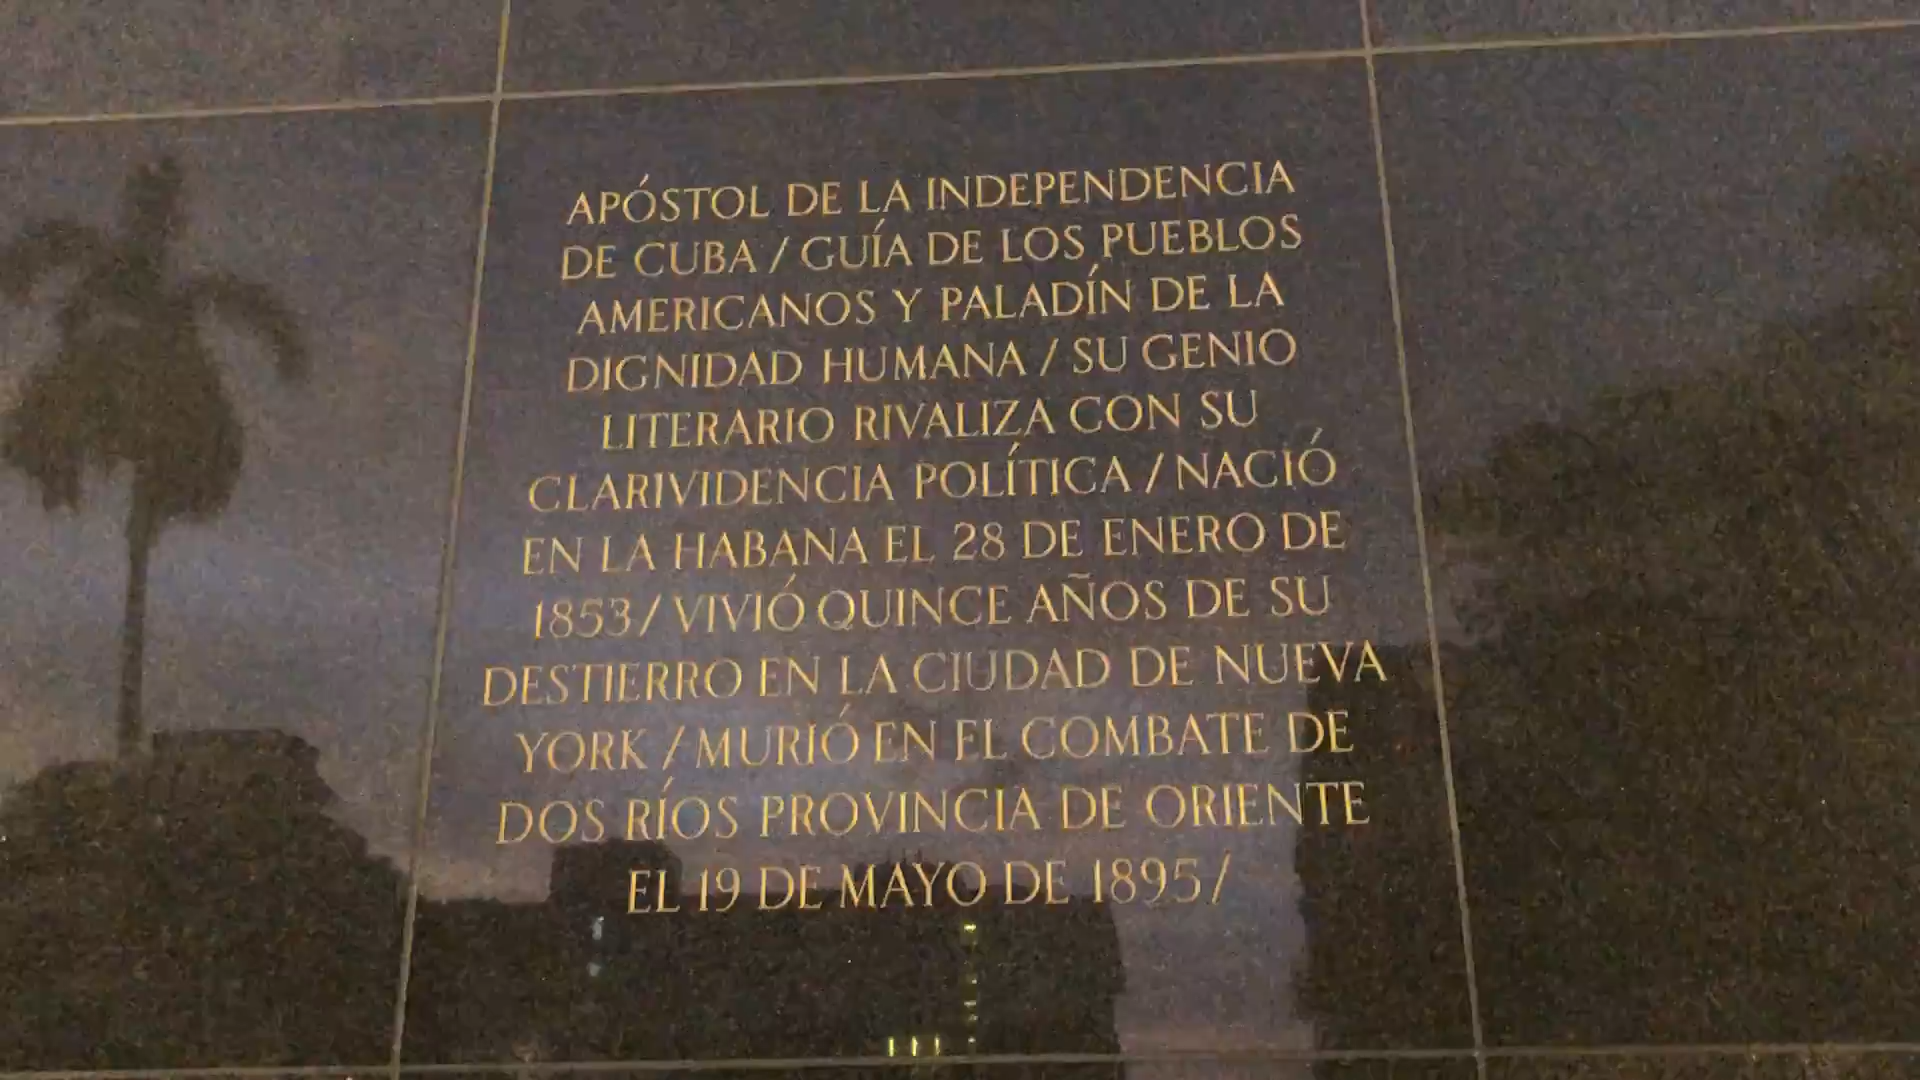 APÓSTOL DE LA INDEPENDENCIA
DE CUBA / GUÍA DE LOS PUEBLOS
AMERICANOS Y PALADÍN DE LA
DIGNIDAD HUMANA / SU GENIO
LITERARIO RIVALIZA CON SU
CLARIVIDENCIA POLÍTICA / NACIÓ
EN LA HABANA EL 28 DE ENERO DE
1853 / VIVIÓ QUINCE AÑOS DE SU
DESTIERRO EN LA CIUDAD DE NUEVA
YORK / MURIÓ EN EL COMBATE DE
DOS RÍOS PROVINCIA DE ORIENTE
EL 19 DE MAYO DE 1895 /